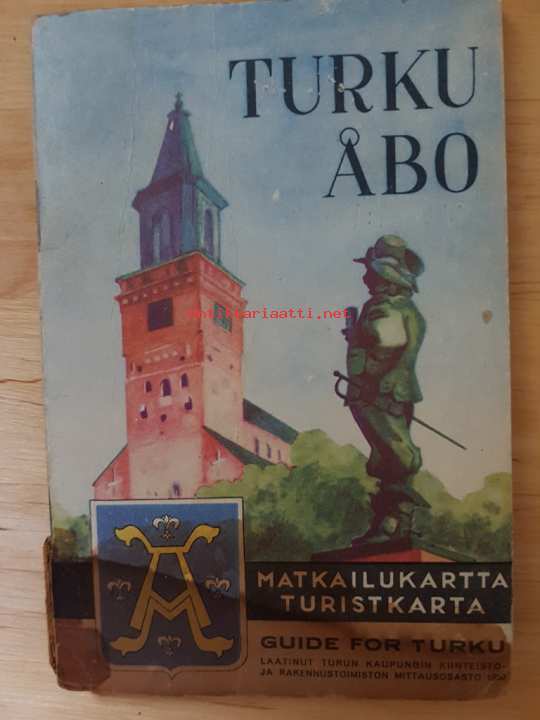 TURKU
ÅBO
antikvariaatti.net
MATKAILUKARTTA
TURISTKARTA
GUIDE FOR TURKU
LAATINUT TURUN KAUPUNGIN KIINTEISTÖ-
JA RAKENNUSTOIMISTON MITTAUSOSASTO